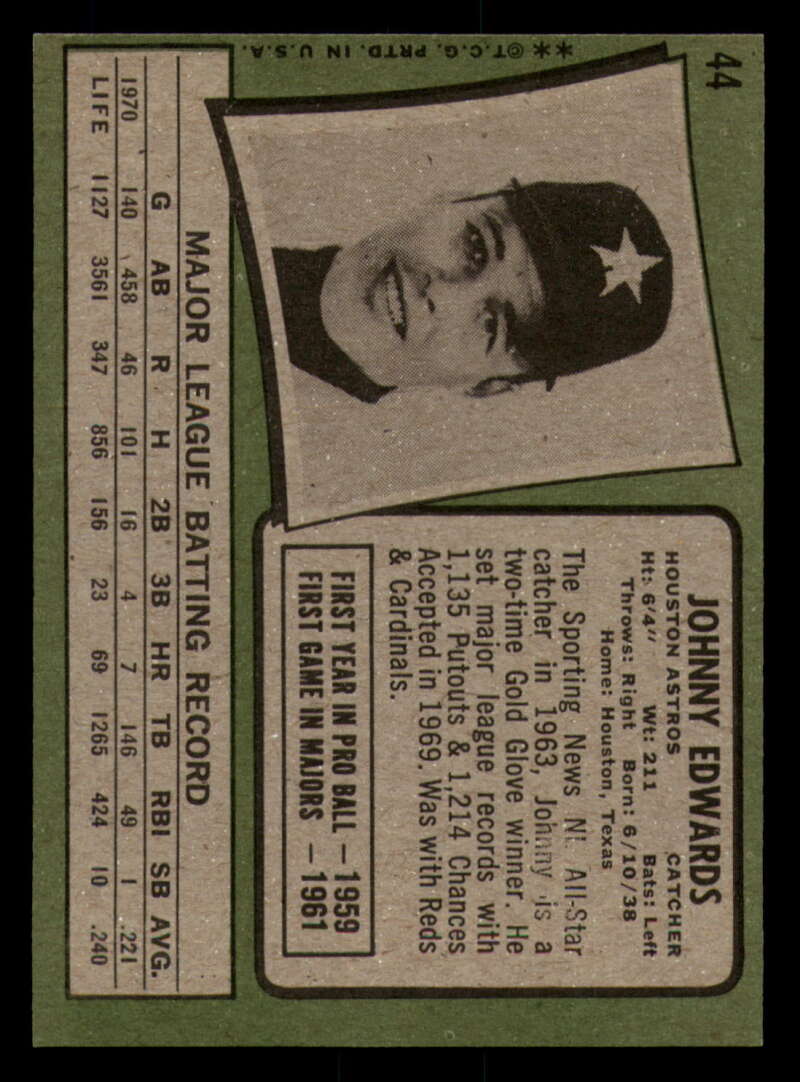 44
**©T.C.G. PRTD. IN U.S.A.
JOHNNY EDWARDS
HOUSTON ASTROS CATCHER
Ht: 6'4" Wt: 211 Bats: Left
Throws: Right Born: 6/10/38
Home: Houston, Texas
The Sporting News NL All-Star
catcher in 1963, Johnny is a
two-time Gold Glove winner. He
set major league records with
1,135 Putouts & 1,214 Chances
Accepted in 1969. Was with Reds
& Cardinals.
FIRST YEAR IN PRO BALL — 1959
FIRST GAME IN MAJORS — 1961
MAJOR LEAGUE BATTING RECORD
G AB R H 2B 3B HR TB RBI SB AVG.
1970 140 458 46 101 16 4 7 146 49 1 .221
LIFE 1127 3561 347 856 156 23 69 1265 424 10 .240